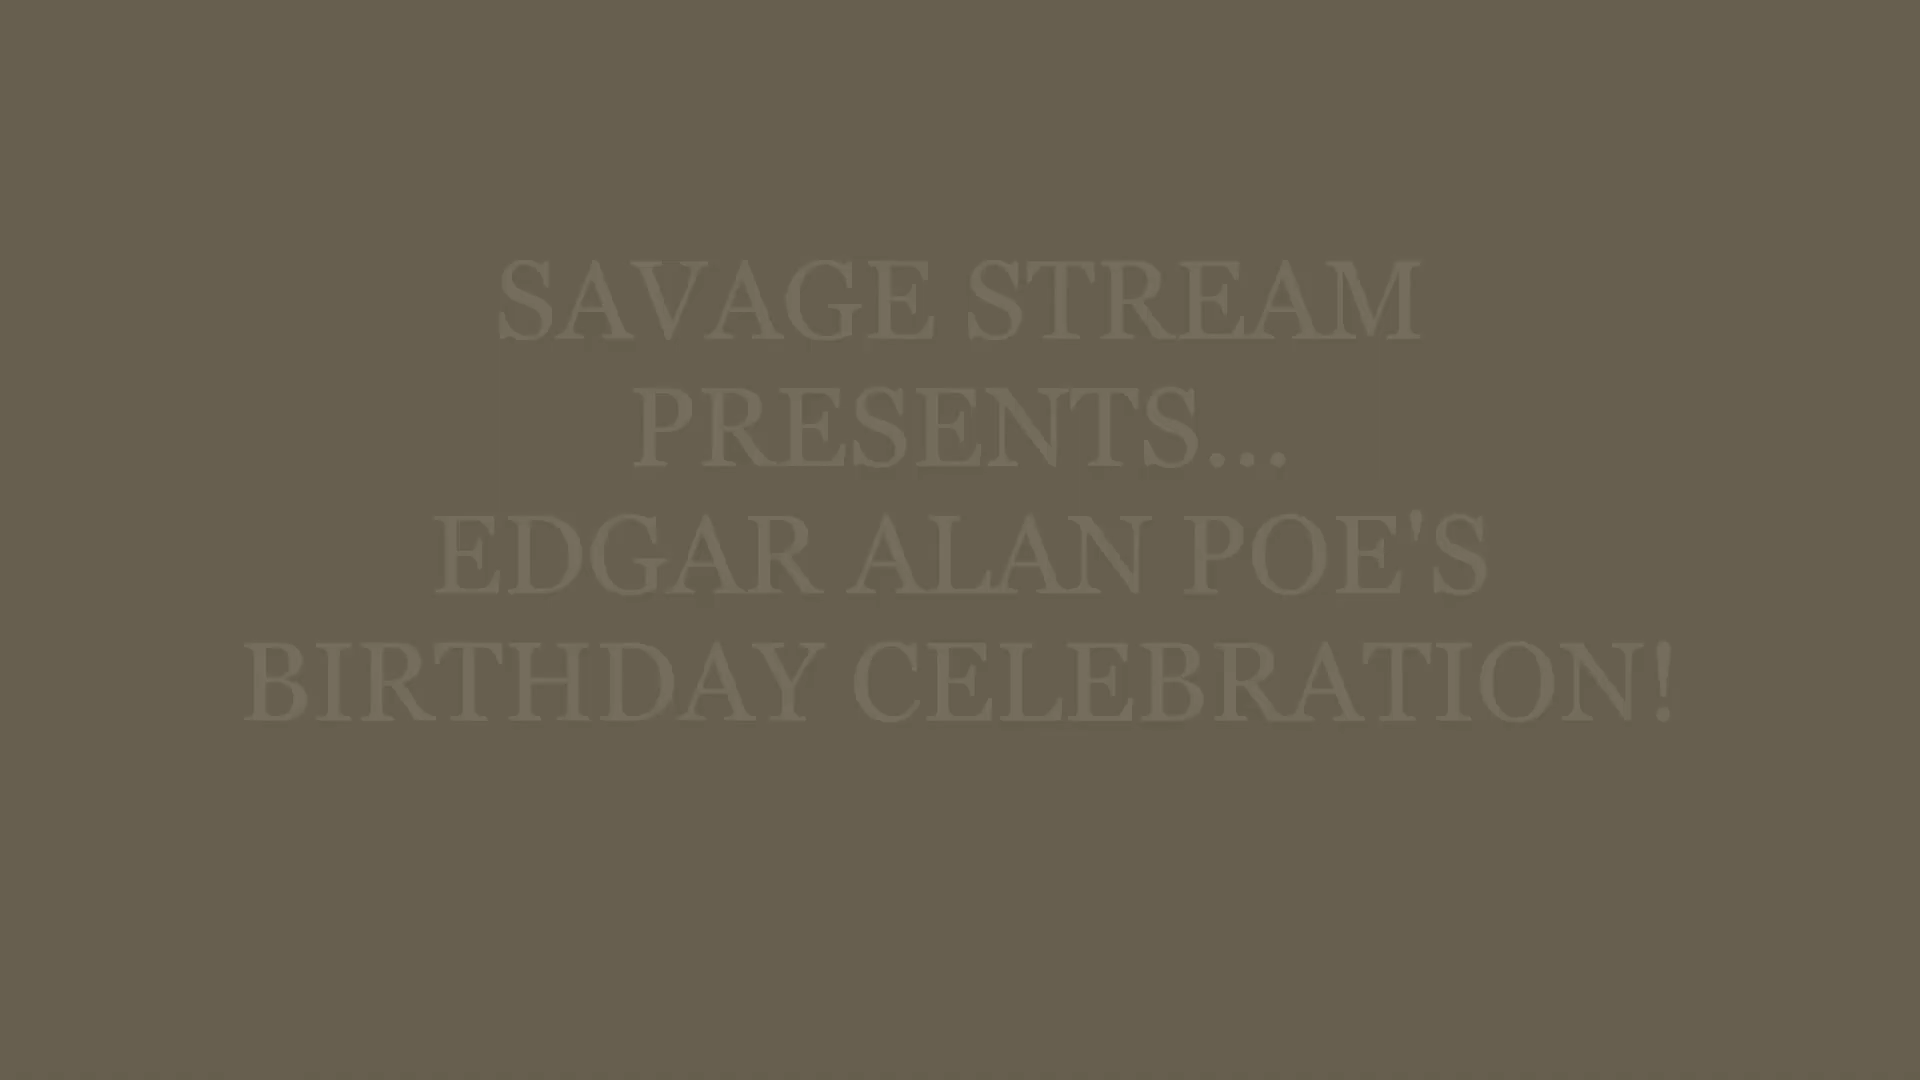 SAVAGE STREAM
PRESENTS...
EDGAR ALAN POE'S
BIRTHDAY CELEBRATION!